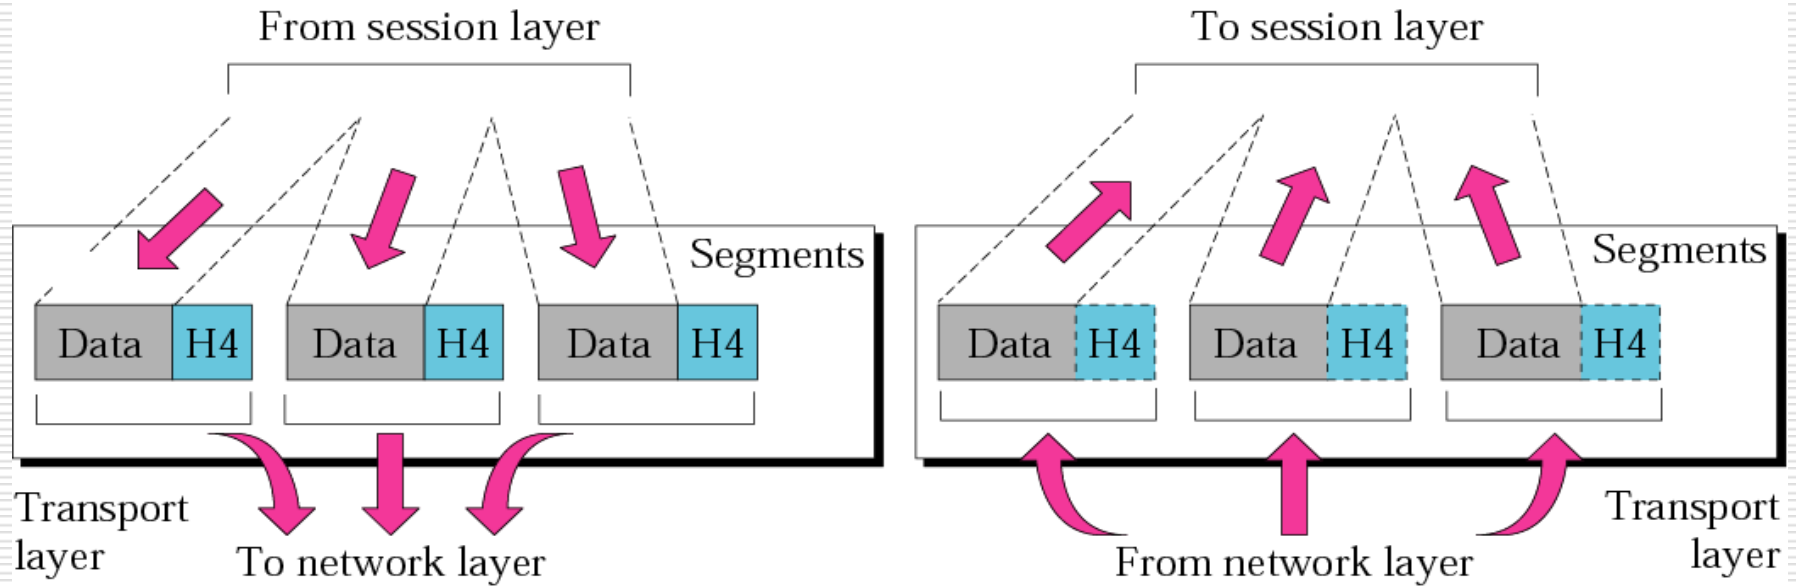 From session layer
Segments
Data H4 Data H4 Data H4
Transport
layer
To network layer
To session layer
Segments
Data H4 Data H4 Data H4
From network layer
Transport
layer